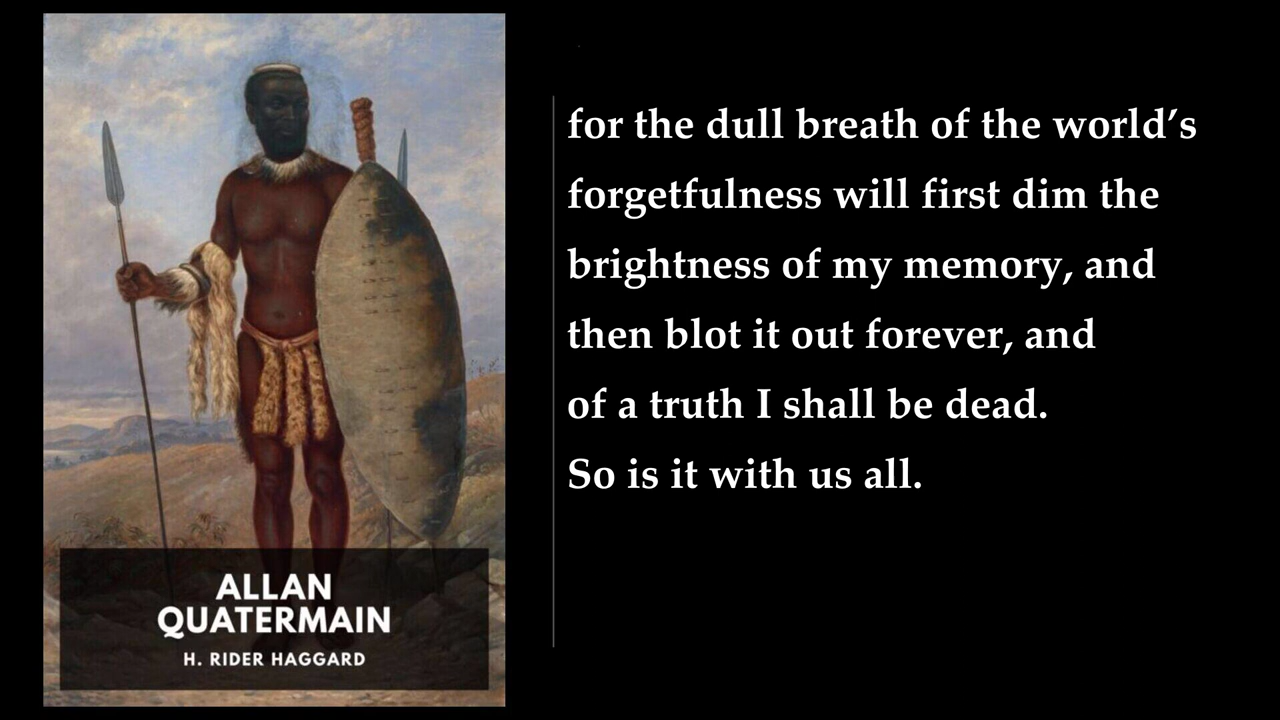 ALLAN
QUATERMAIN
H. RIDER HAGGARD
for the dull breath of the world’s
forgetfulness will first dim the
brightness of my memory, and
then blot it out forever, and
of a truth I shall be dead.
So is it with us all.